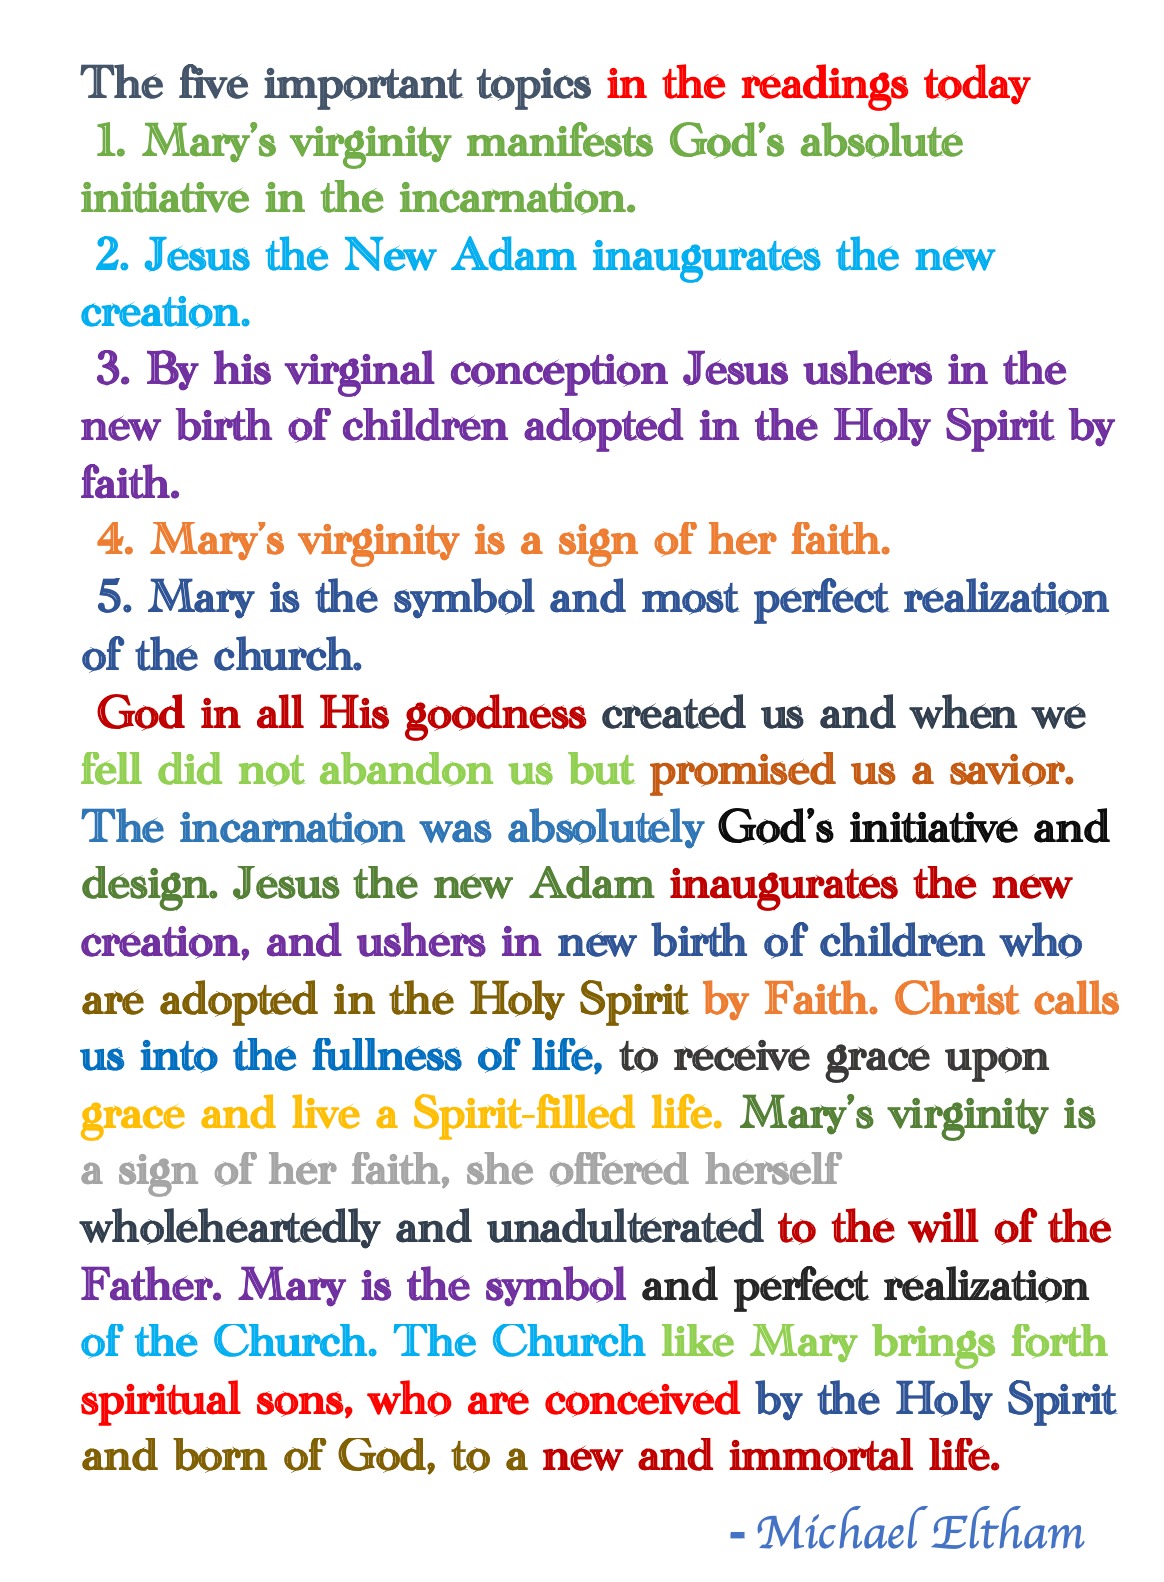 The five important topics in the readings today
1. Mary's virginity manifests God's absolute
initiative in the incarnation.
2. Jesus the New Adam inaugurates the new
creation.
3. By his virginal conception Jesus ushers in the
new birth of children adopted in the Holy Spirit by
faith.
4. Mary's virginity is a sign of her faith.
5. Mary is the symbol and most perfect realization
of the church.
God in all His goodness created us and when we
fell did not abandon us but promised us a savior.
The incarnation was absolutely God's initiative and
design. Jesus the new Adam inaugurates the new
creation, and ushers in new birth of children who
are adopted in the Holy Spirit by Faith. Christ calls
us into the fullness of life, to receive grace upon
grace and live a Spirit-filled life. Mary's virginity is
a sign of her faith, she offered herself
wholeheartedly and unadulterated to the will of the
Father. Mary is the symbol and perfect realization
of the Church. The Church like Mary brings forth
spiritual sons, who are conceived by the Holy Spirit
and born of God, to a new and immortal life.
- Michael Eltham